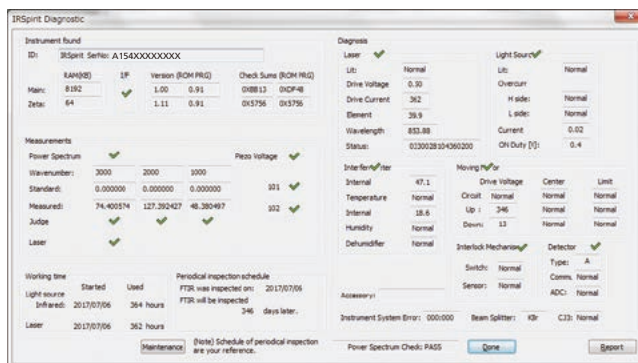 IRSpirit Diagnostic
Instrument found
ID: IRSpirit SerNo: A154XXXXXXXX
RAM(KB) I/F Version (ROM PRG) Check Sums (ROM PRG)
Main: 8192 1.00 0.91 0XBB13 0XDF4B
Zeta: 64 1.11 0.91 0X5756 0X5756
Measurements
Power Spectrum Piezo Voltage
Wavenumber: 3000 2000 1000
Standard: 0.000000 0.000000 0.000000 101
Measured: 74.400574 127.392427 48.380497 102
Judge
Laser
Working time
Started Used
Light source
Infrared: 2017/07/06 364 hours
Laser 2017/07/06 362 hours
Periodical inspection schedule
FTIR was inspected on: 2017/07/06
FTIR will be inspected
346 days later.
Maintenance (Note) Schedule of periodical inspection
are your reference.
Diagnosis
Laser
Lit: Normal
Drive Voltage 0.30
Drive Current 362
Element 39.9
Wavelength 853.88
Status: 0330028104360200
Light Source
Lit: Normal
Overcurr
H side: Normal
L side: Normal
Current 0.02
ON Duty [%]: 0.4
Internal 47.1
Temperature Normal
Internal 18.6
Humidity Normal
Dehumidifier Normal
Moving
Drive Voltage Center Limit
Circuit Normal Normal Normal
Up : 346 Normal Normal
Down: 13 Normal Normal
Interlock Mechanism
Switch: Normal
Sensor: Normal
Detector
Type: A
Comm. Normal
ADC: Normal
Accessory:
Instrument System Error: 000:000 Beam Splitter: KBr CJ3: Normal
Power Spectrum Check: PASS Done Report